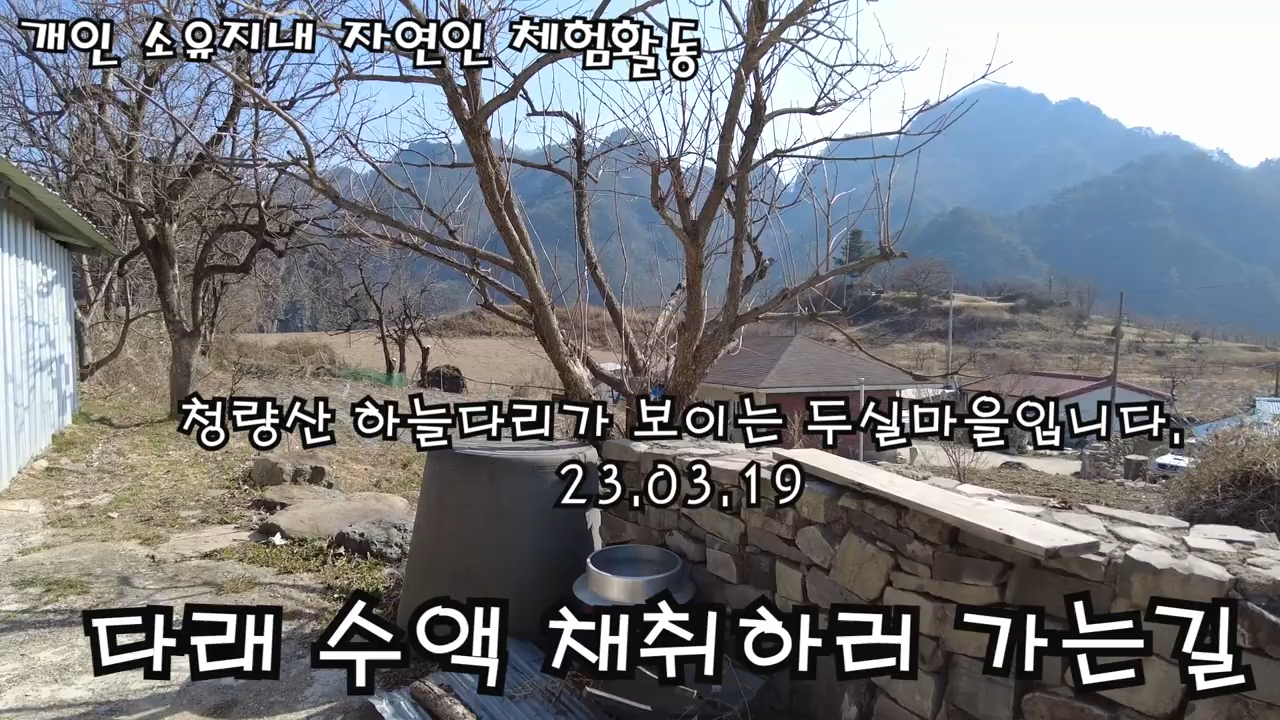 개인 소유지내 자연인 체험활동
청량산 하늘다리가 보이는 두실마을입니다.
23.03.19
다래 수액 채취하러 가는길